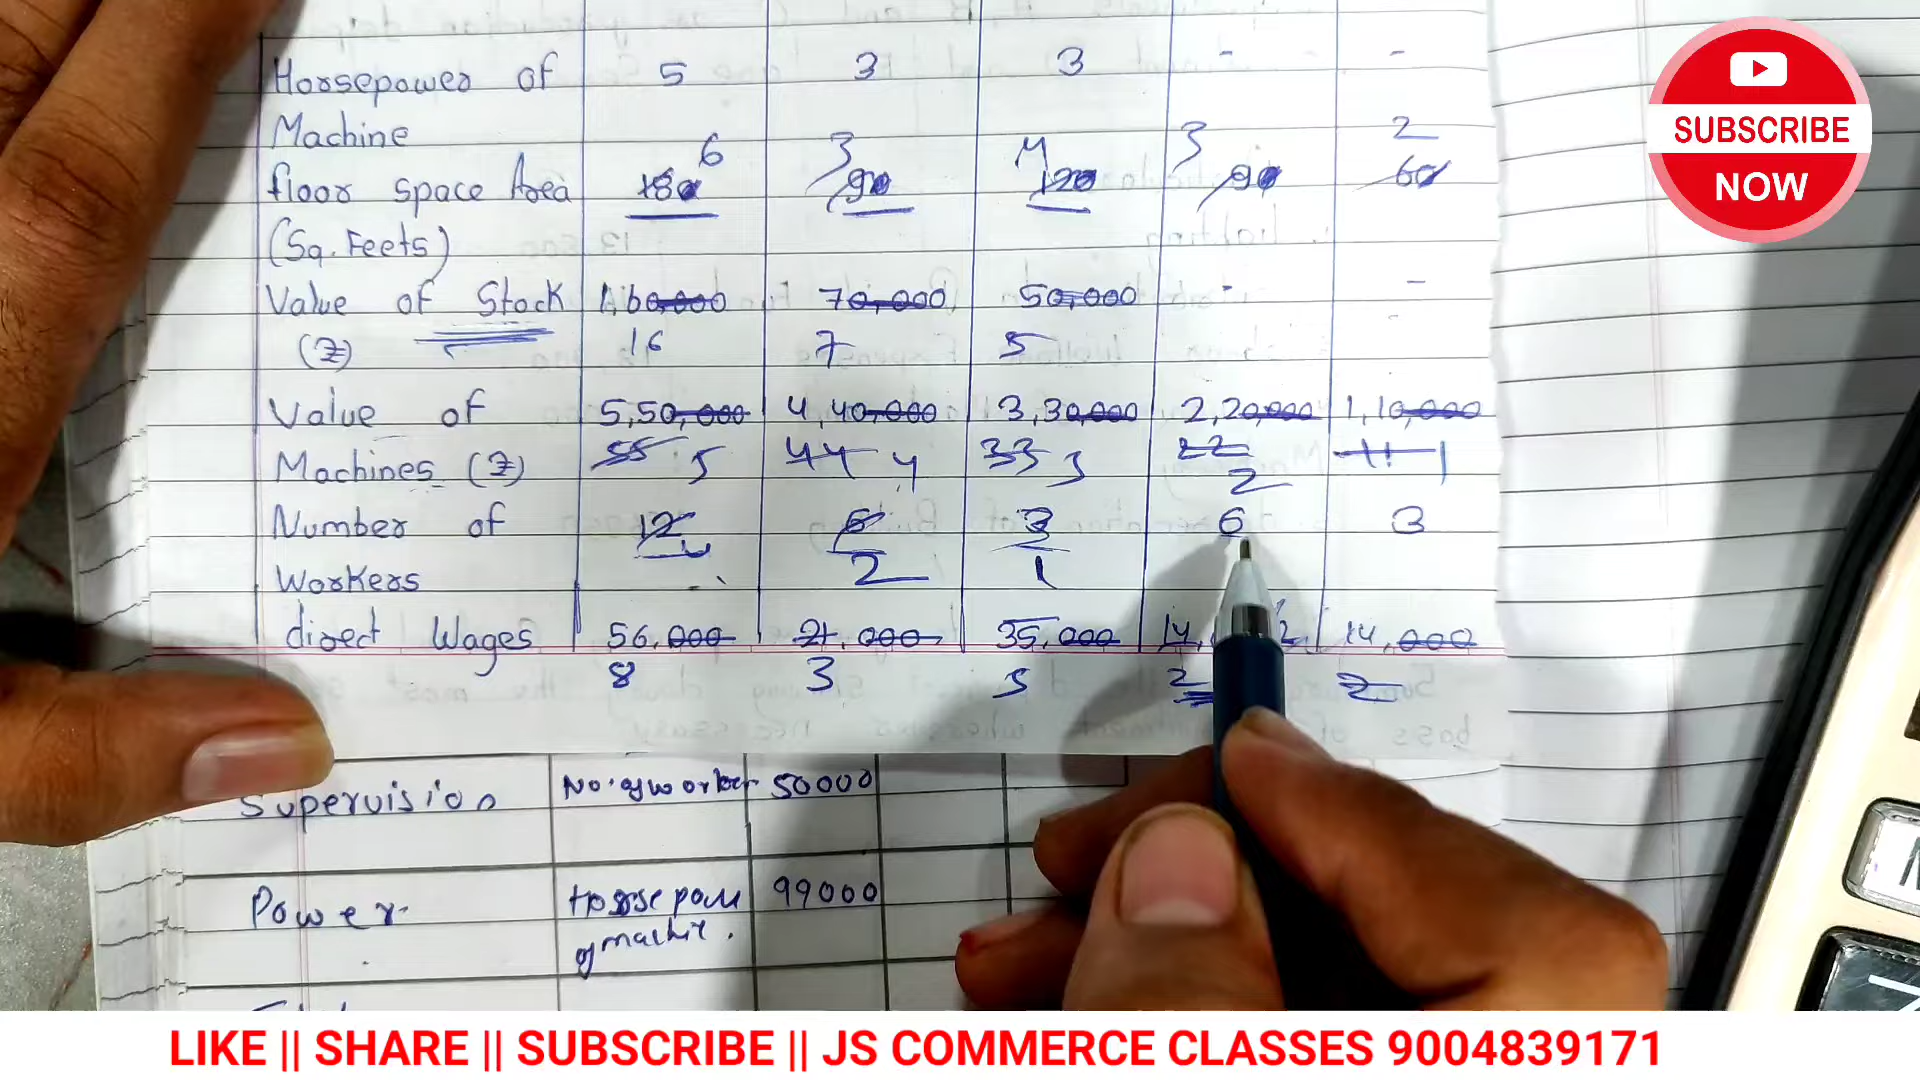 Horsepower of 5 3 3 - -
Machine
6 3 4 3 2
floor space Area 180 90 120 90 60
(Sq. Feets)
Value of Stock 1,60,000 70,000 50,000 - -
(₹) 16 7 5
Value of 5,50,000 4,40,000 3,30,000 2,20,000 1,10,000
Machines (₹) 55 5 44 4 33 3 22 2 11 1
Number of 12 6 3 6 3
Workers 4 2 1
direct Wages 56,000 21,000 35,000 14, 14,000
8 3 5 2 2
Supervision No. of worker 50000
Power Horse powe 99000
of machi.
SUBSCRIBE
NOW
LIKE || SHARE || SUBSCRIBE || JS COMMERCE CLASSES 9004839171